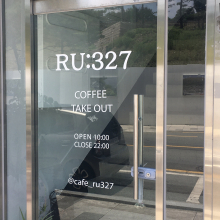 RU:327
COFFEE
TAKE OUT
OPEN 10:00
CLOSE 22:00
@cafe_ru327